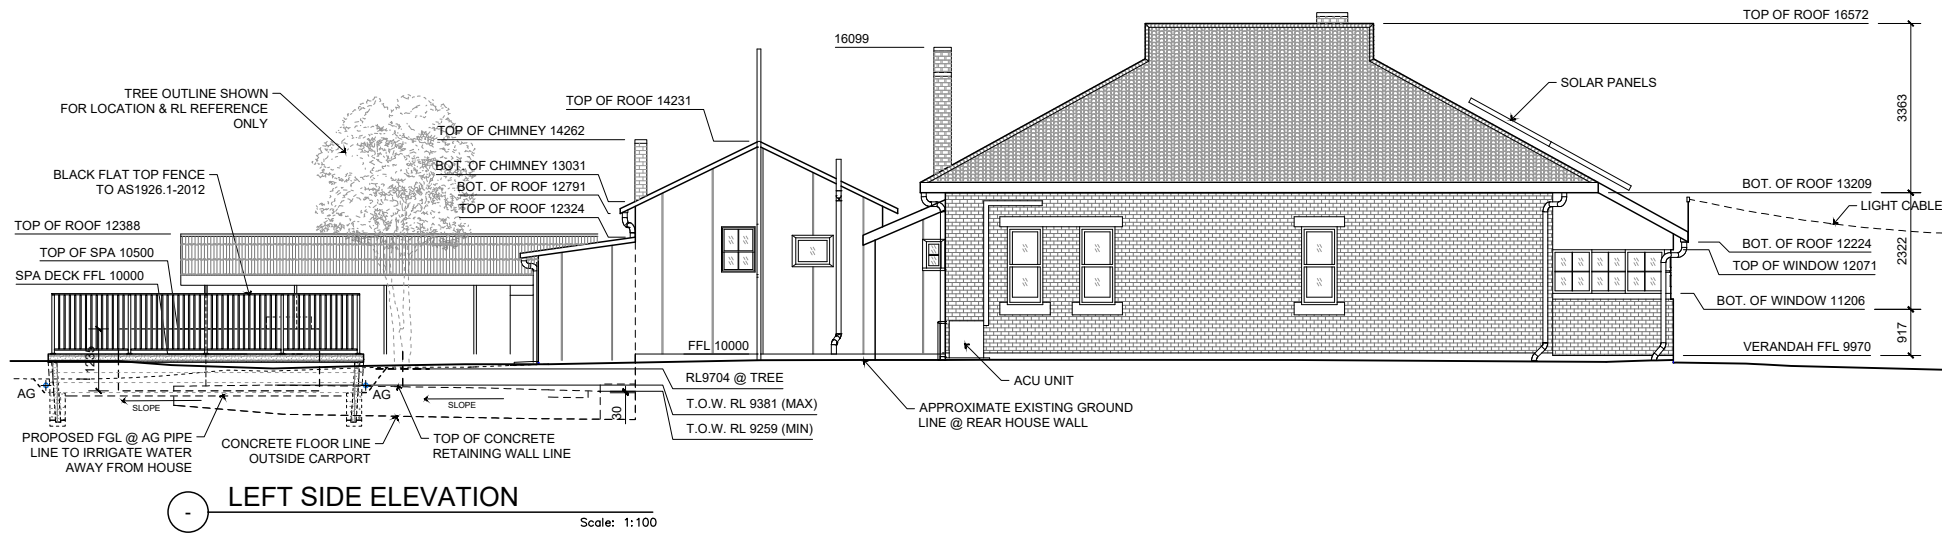 TOP OF ROOF 16572
16099
3363
SOLAR PANELS
TREE OUTLINE SHOWN
FOR LOCATION & RL REFERENCE
ONLY
TOP OF ROOF 14231
TOP OF CHIMNEY 14262
BOT. OF CHIMNEY 13031
BLACK FLAT TOP FENCE
TO AS1926.1-2012
BOT. OF ROOF 12791
TOP OF ROOF 12324
BOT. OF ROOF 13209
LIGHT CABLE
TOP OF ROOF 12388
TOP OF SPA 10500
SPA DECK FFL 10000
BOT. OF ROOF 12224
2322
TOP OF WINDOW 12071
BOT. OF WINDOW 11206
917
1235
FFL 10000
VERANDAH FFL 9970
RL9704 @ TREE
ACU UNIT
AG
AG
SLOPE
SLOPE
30
T.O.W. RL 9381 (MAX)
T.O.W. RL 9259 (MIN)
APPROXIMATE EXISTING GROUND
LINE @ REAR HOUSE WALL
PROPOSED FGL @ AG PIPE
LINE TO IRRIGATE WATER
AWAY FROM HOUSE
CONCRETE FLOOR LINE
OUTSIDE CARPORT
TOP OF CONCRETE
RETAINING WALL LINE
-
LEFT SIDE ELEVATION
Scale: 1:100